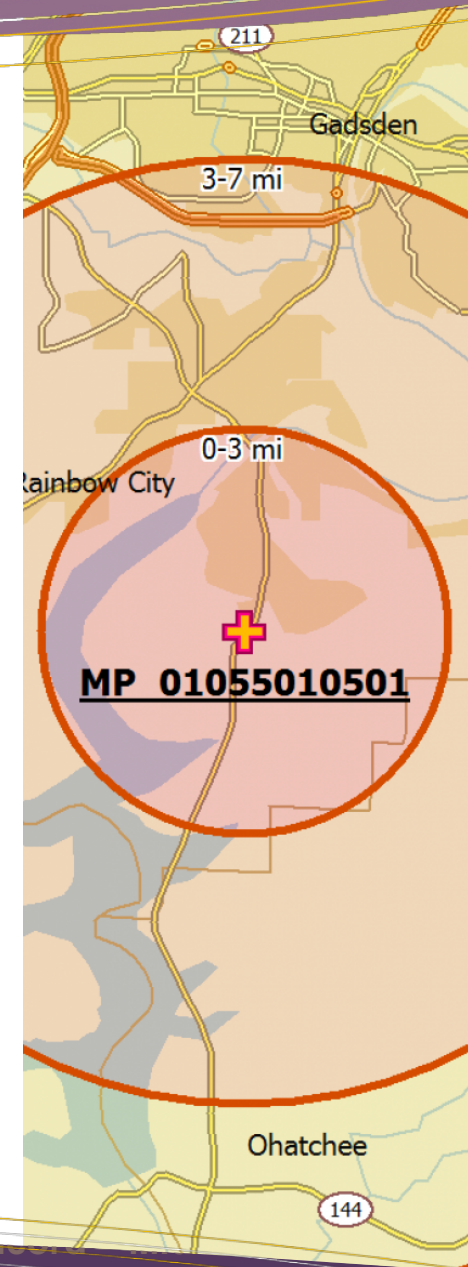 211
Gadsden
3-7 mi
0-3 mi
Rainbow City
MP 01055010501
Ohatchee
144